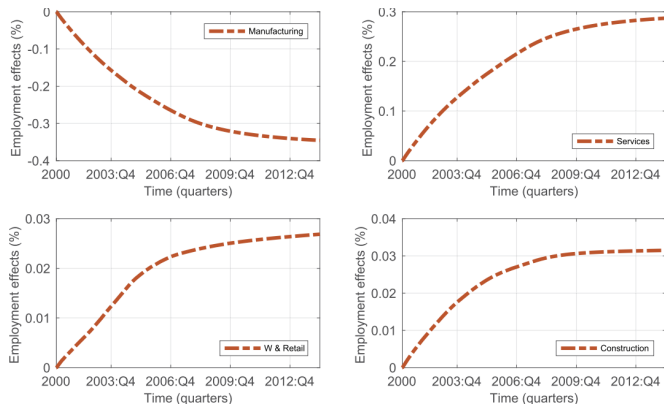 0
-0.1
-0.2
-0.3
-0.4
Employment effects (%)
Manufacturing
2000 2003:Q4 2006:Q4 2009:Q4 2012:Q4
Time (quarters)
0.3
0.2
0.1
0
Employment effects (%)
Services
2000 2003:Q4 2006:Q4 2009:Q4 2012:Q4
Time (quarters)
0.03
0.02
0.01
0
Employment effects (%)
W & Retail
2000 2003:Q4 2006:Q4 2009:Q4 2012:Q4
Time (quarters)
0.04
0.03
0.02
0.01
0
Employment effects (%)
Construction
2000 2003:Q4 2006:Q4 2009:Q4 2012:Q4
Time (quarters)